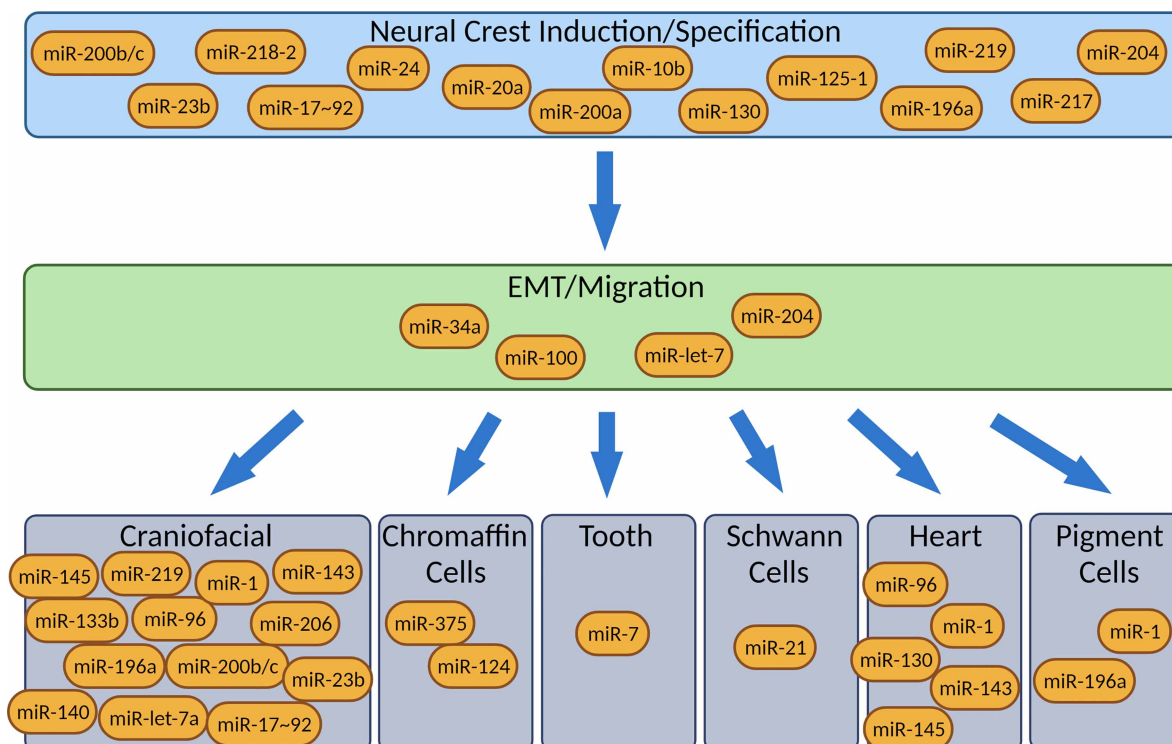 Neural Crest Induction/Specification
miR-200b/c
miR-218-2
miR-24
miR-20a
miR-10b
miR-125-1
miR-219
miR-204
miR-23b
miR-17~92
miR-200a
miR-130
miR-196a
miR-217
EMT/Migration
miR-34a
miR-100
miR-let-7
miR-204
Craniofacial
miR-145
miR-219
miR-1
miR-143
miR-133b
miR-96
miR-206
miR-196a
miR-200b/c
miR-23b
miR-140
miR-let-7a
miR-17~92
Chromaffin
Cells
miR-375
miR-124
Tooth
miR-7
Schwann
Cells
miR-21
Heart
miR-96
miR-1
miR-130
miR-143
miR-145
Pigment
Cells
miR-1
miR-196a